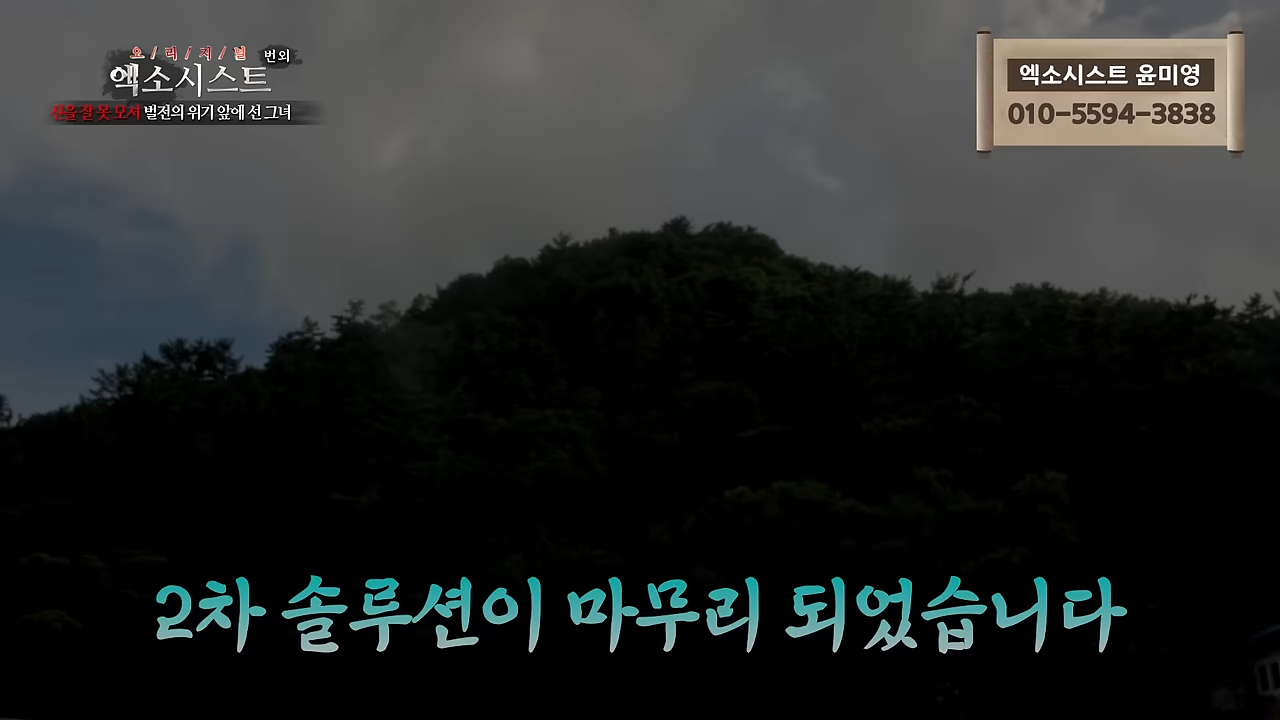 오/리/지/널 번외
엑소시스트
신을 잘 못 모셔 벌전의 위기 앞에 선 그녀
엑소시스트 윤미영
010-5594-3838
2차 솔루션이 마무리 되었습니다